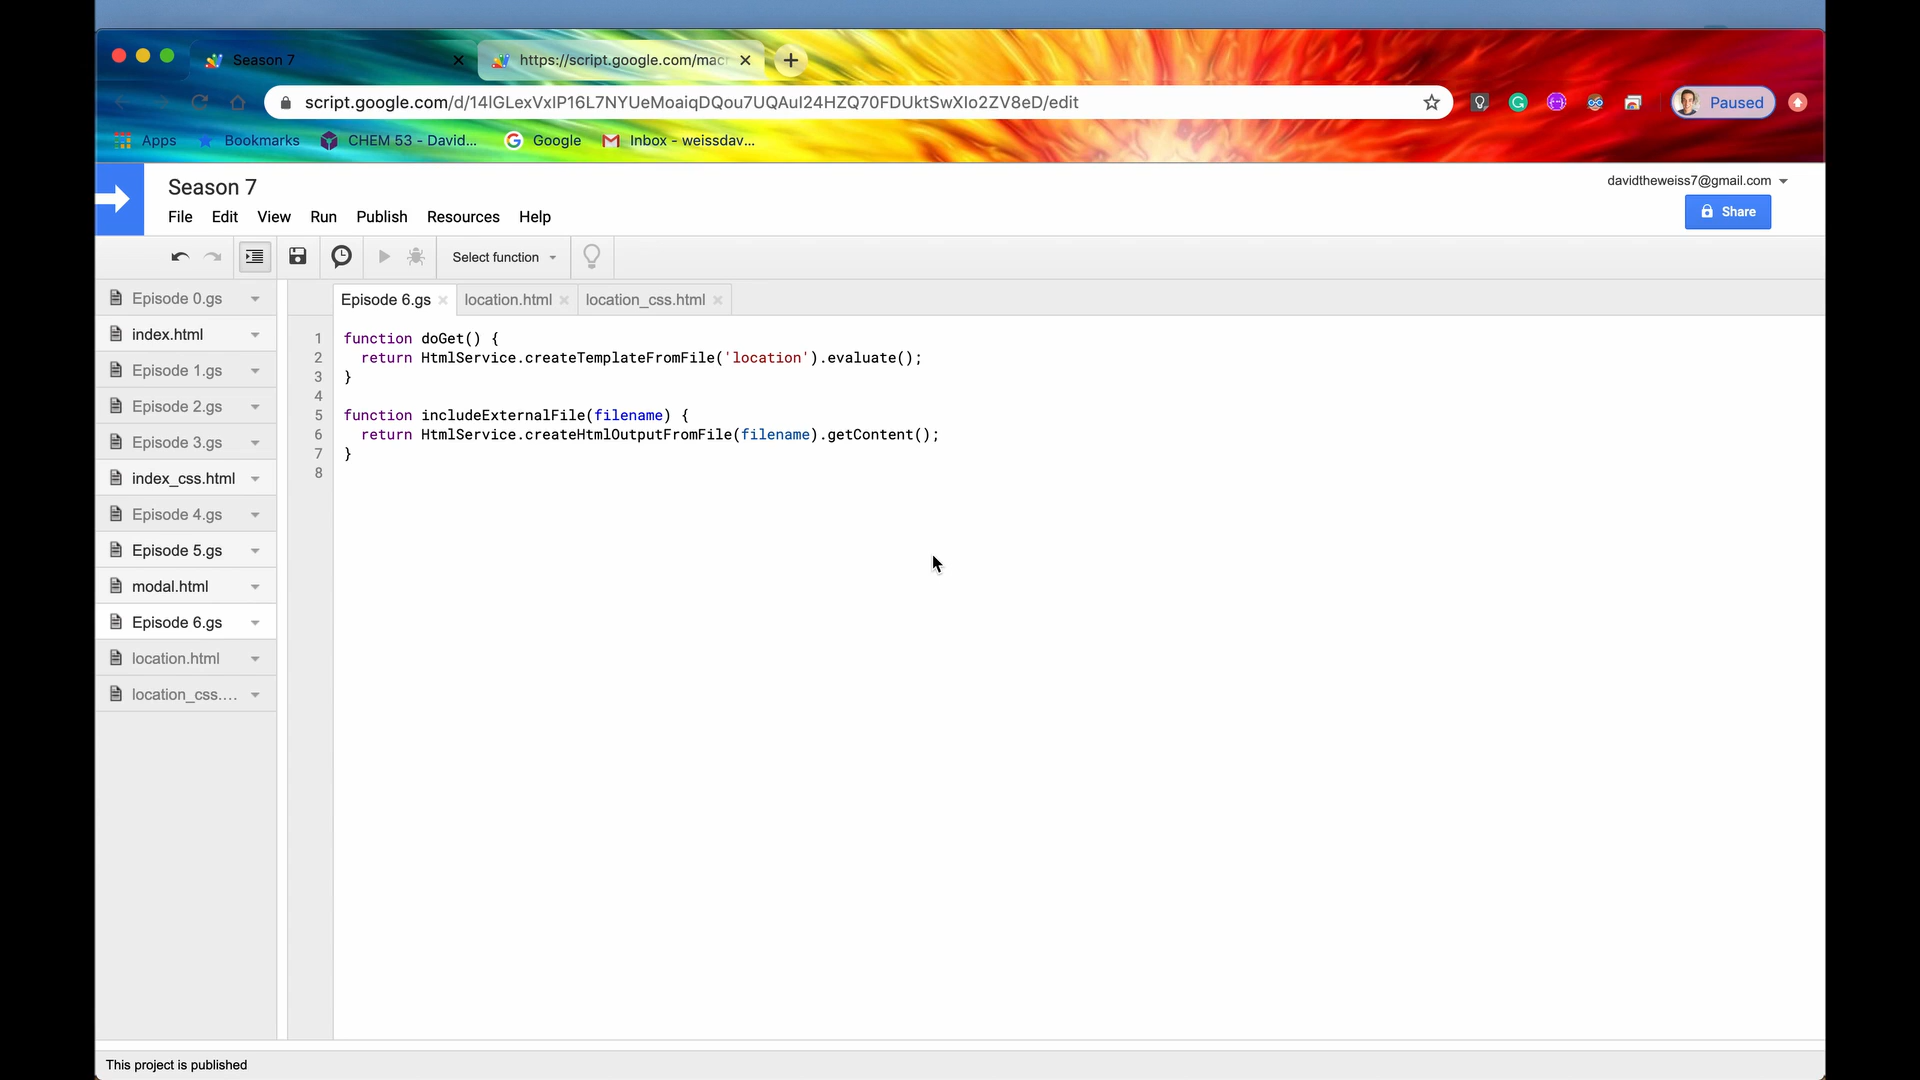 Season 7
https://script.google.com/mac
script.google.com/d/14lGLexVxIP16L7NYUeMoaiqDQou7UQAuI24HZQ70FDUktSwXIo2ZV8eD/edit
Paused
Apps
Bookmarks
CHEM 53 - David...
Google
Inbox - weissdav...
Season 7
davidtheweiss7@gmail.com
File Edit View Run Publish Resources Help
Share
Select function
Episode 0.gs
index.html
Episode 1.gs
Episode 2.gs
Episode 3.gs
index_css.html
Episode 4.gs
Episode 5.gs
modal.html
Episode 6.gs
location.html
location_css....
Episode 6.gs
location.html
location_css.html
1 function doGet() {
2 return HtmlService.createTemplateFromFile('location').evaluate();
3 }
4
5 function includeExternalFile(filename) {
6 return HtmlService.createHtmlOutputFromFile(filename).getContent();
7 }
8
This project is published